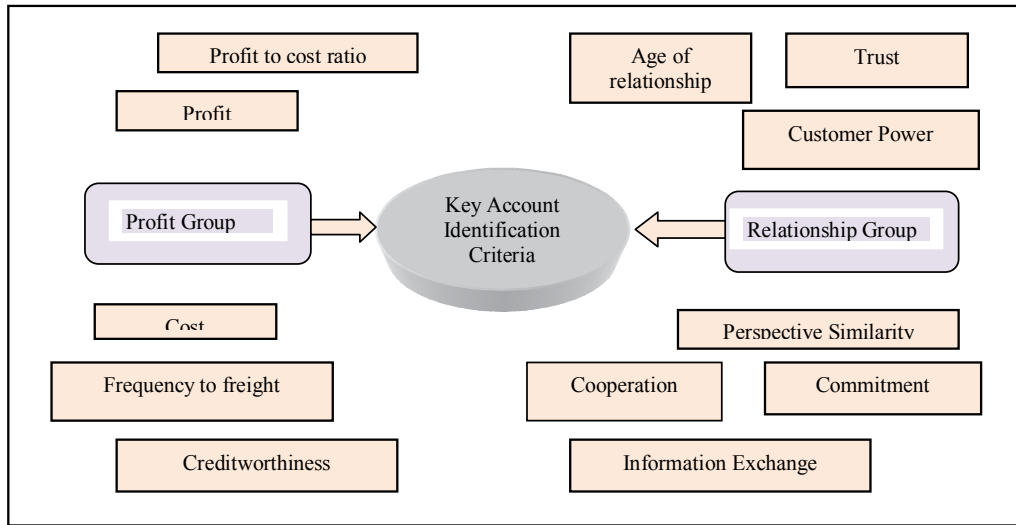 Profit to cost ratio
Age of
relationship
Trust
Profit
Customer Power
Profit Group
Key Account
Identification
Criteria
Relationship Group
Cost
Perspective Similarity
Frequency to freight
Cooperation
Commitment
Creditworthiness
Information Exchange